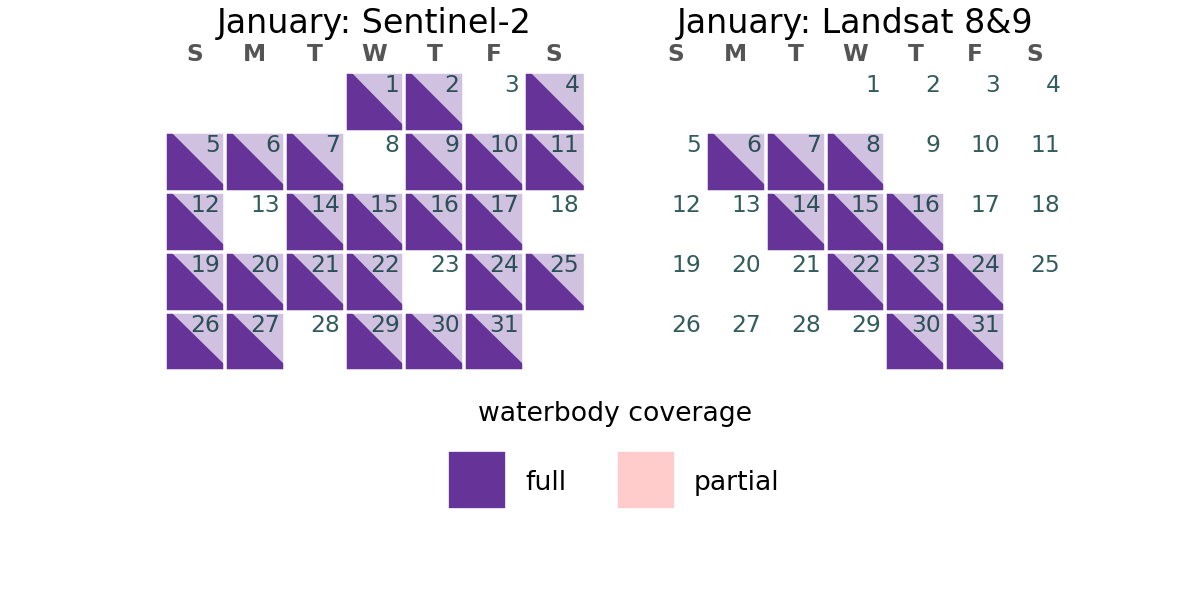 January: Sentinel-2
S M T W T F S
1 2 3 4
5 6 7 8 9 10 11
12 13 14 15 16 17 18
19 20 21 22 23 24 25
26 27 28 29 30 31
January: Landsat 8&9
S M T W T F S
1 2 3 4
5 6 7 8 9 10 11
12 13 14 15 16 17 18
19 20 21 22 23 24 25
26 27 28 29 30 31
waterbody coverage
full partial